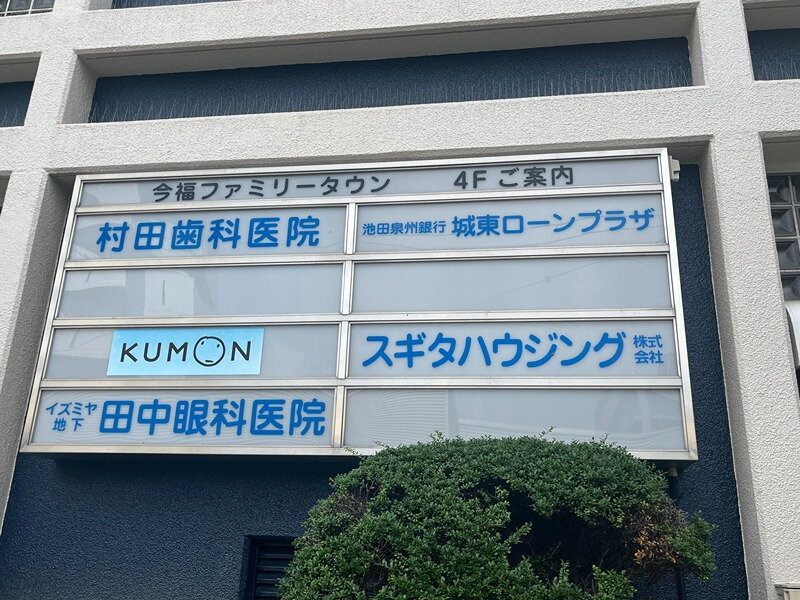 今福ファミリータウン 4F ご案内
村田歯科医院
池田泉州銀行 城東ローンプラザ
KUMON
スギタハウジング 株式会社
イズミヤ地下 田中眼科医院